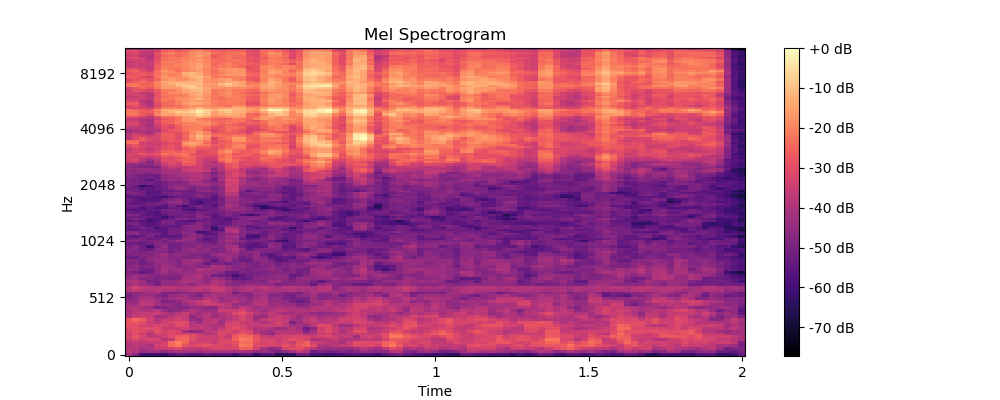 Mel Spectrogram
Hz
8192
4096
2048
1024
512
0
0 0.5 1 1.5 2
Time
+0 dB
-10 dB
-20 dB
-30 dB
-40 dB
-50 dB
-60 dB
-70 dB